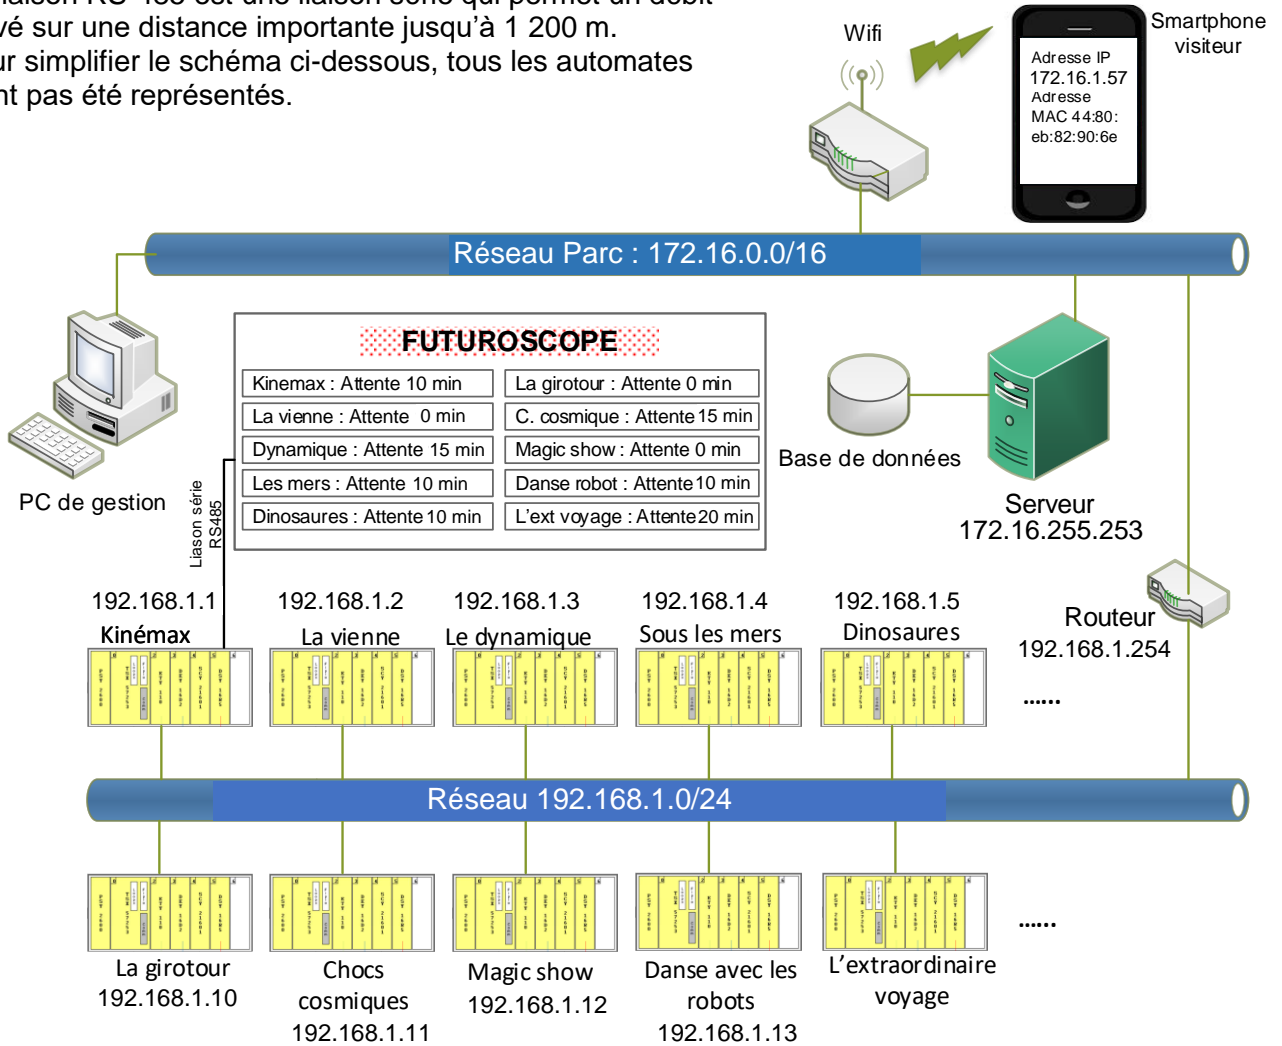 liaison RS-485 est une liaison série qui permet un débit
vé sur une distance importante jusqu'à 1 200 m.
ur simplifier le schéma ci-dessous, tous les automates
nt pas été représentés.
Wifi
Smartphone
visiteur
Adresse IP
172.16.1.57
Adresse
MAC 44:80:
eb:82:90:6e
Réseau Parc : 172.16.0.0/16
FUTUROSCOPE
Kinemax : Attente 10 min
La girotour : Attente 0 min
La vienne : Attente 0 min
C. cosmique : Attente 15 min
Dynamique : Attente 15 min
Magic show : Attente 0 min
Les mers : Attente 10 min
Danse robot : Attente 10 min
Dinosaures : Attente 10 min
L'ext voyage : Attente 20 min
PC de gestion
Liason série
RS485
Base de données
Serveur
172.16.255.253
Routeur
192.168.1.254
192.168.1.1
Kinémax
192.168.1.2
La vienne
192.168.1.3
Le dynamique
192.168.1.4
Sous les mers
192.168.1.5
Dinosaures
......
Réseau 192.168.1.0/24
La girotour
192.168.1.10
Chocs
cosmiques
192.168.1.11
Magic show
192.168.1.12
Danse avec les
robots
192.168.1.13
L'extraordinaire
voyage
......